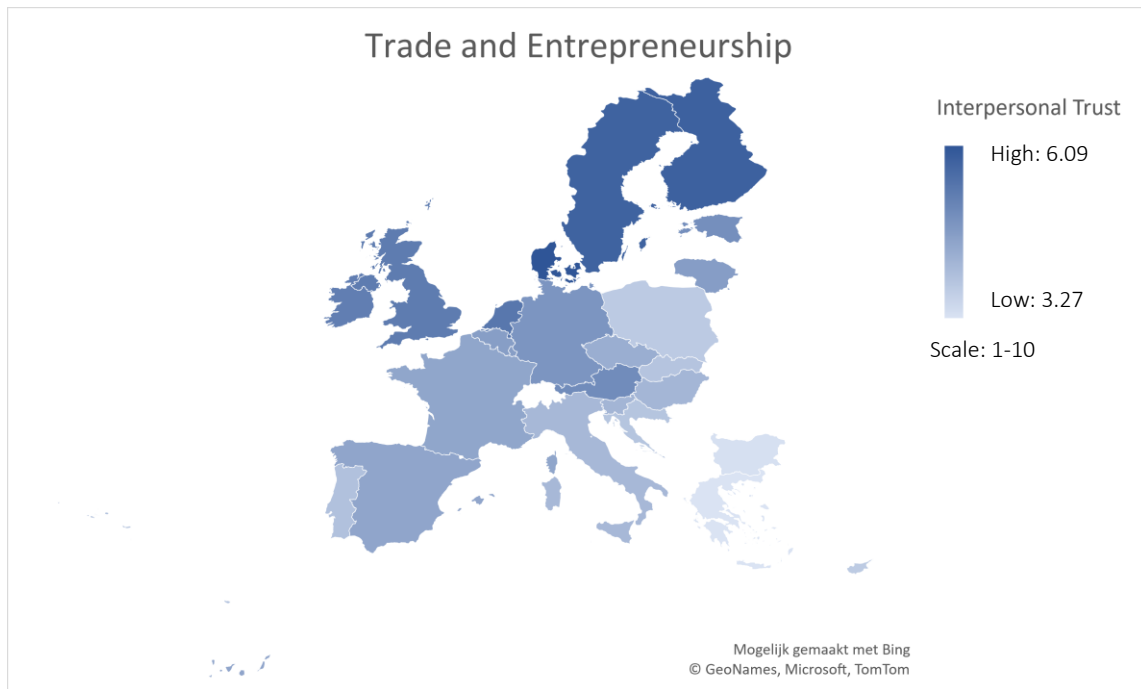 Trade and Entrepreneurship
Interpersonal Trust
High: 6.09
Low: 3.27
Scale: 1-10
Mogelijk gemaakt met Bing
© GeoNames, Microsoft, TomTom